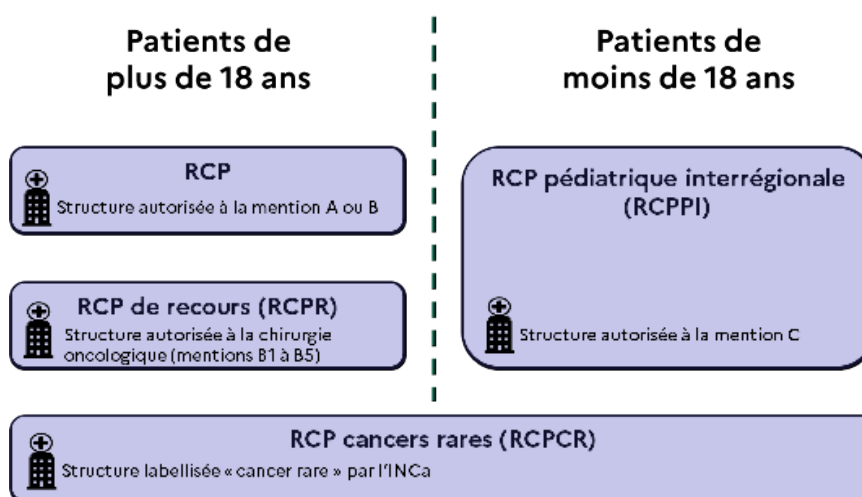 Patients de
plus de 18 ans
RCP
Structure autorisée à la mention A ou B
RCP de recours (RCPR)
Structure autorisée à la chirurgie
oncologique (mentions B1 à B5)
Patients de
moins de 18 ans
RCP pédiatrique interrégionale
(RCPPI)
Structure autorisée à la mention C
RCP cancers rares (RCPCR)
Structure labellisée « cancer rare » par l'INCa